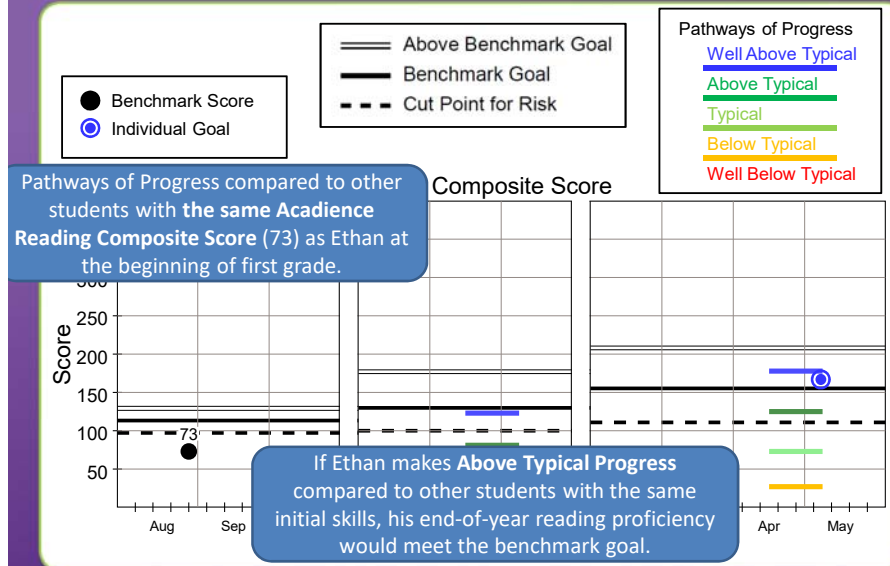 Above Benchmark Goal
Benchmark Goal
Cut Point for Risk
Benchmark Score
Individual Goal
Pathways of Progress
Well Above Typical
Above Typical
Typical
Below Typical
Well Below Typical
Pathways of Progress compared to other
students with the same Acadience
Reading Composite Score (73) as Ethan at
the beginning of first grade.
Composite Score
Score
300
250
200
150
100
50
73
If Ethan makes Above Typical Progress
compared to other students with the same
initial skills, his end-of-year reading proficiency
would meet the benchmark goal.
Aug
Sep
Apr
May